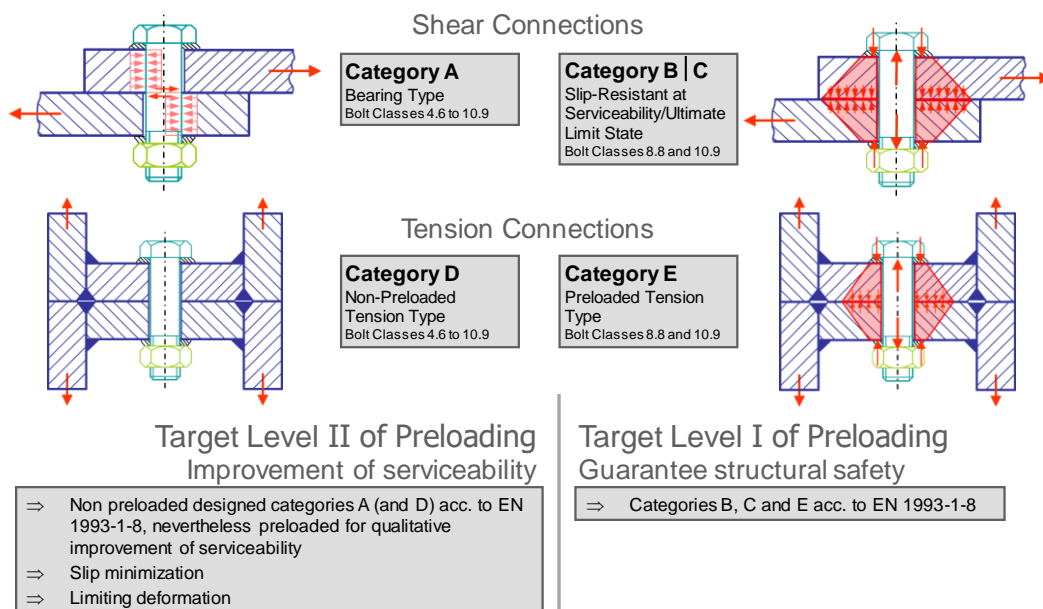 Shear Connections
Category A
Bearing Type
Bolt Classes 4.6 to 10.9
Category B | C
Slip-Resistant at
Serviceability/Ultimate
Limit State
Bolt Classes 8.8 and 10.9
Tension Connections
Category D
Non-Preloaded
Tension Type
Bolt Classes 4.6 to 10.9
Category E
Preloaded Tension
Type
Bolt Classes 8.8 and 10.9
Target Level II of Preloading
Improvement of serviceability
⇒ Non preloaded designed categories A (and D) acc. to EN
1993-1-8, nevertheless preloaded for qualitative
improvement of serviceability
⇒ Slip minimization
⇒ Limiting deformation
Target Level I of Preloading
Guarantee structural safety
⇒ Categories B, C and E acc. to EN 1993-1-8